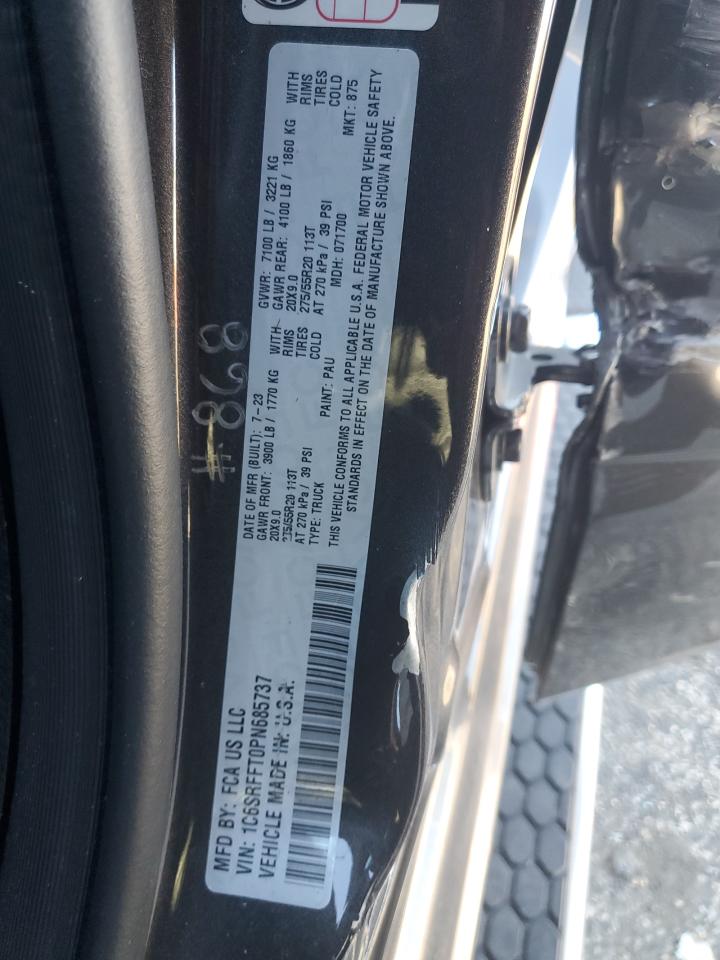 MFD BY: FCA US LLC
VIN: 1C6SRFFT0PN685737
VEHICLE MADE IN: U.S.A.
DATE OF MFR (BUILT): 7-23 GVWR: 7100 LB / 3221 KG
GAWR FRONT: 3900 LB / 1770 KG WITH GAWR REAR: 4100 LB / 1860 KG WITH
20X9.0 RIMS 20X9.0 RIMS
275/55R20 113T TIRES 275/55R20 113T TIRES
AT 270 kPa / 39 PSI COLD AT 270 kPa / 39 PSI COLD
TYPE: TRUCK PAINT: PAU MDH: 071700 MKT: 875
THIS VEHICLE CONFORMS TO ALL APPLICABLE U.S.A. FEDERAL MOTOR VEHICLE SAFETY
STANDARDS IN EFFECT ON THE DATE OF MANUFACTURE SHOWN ABOVE.
#868